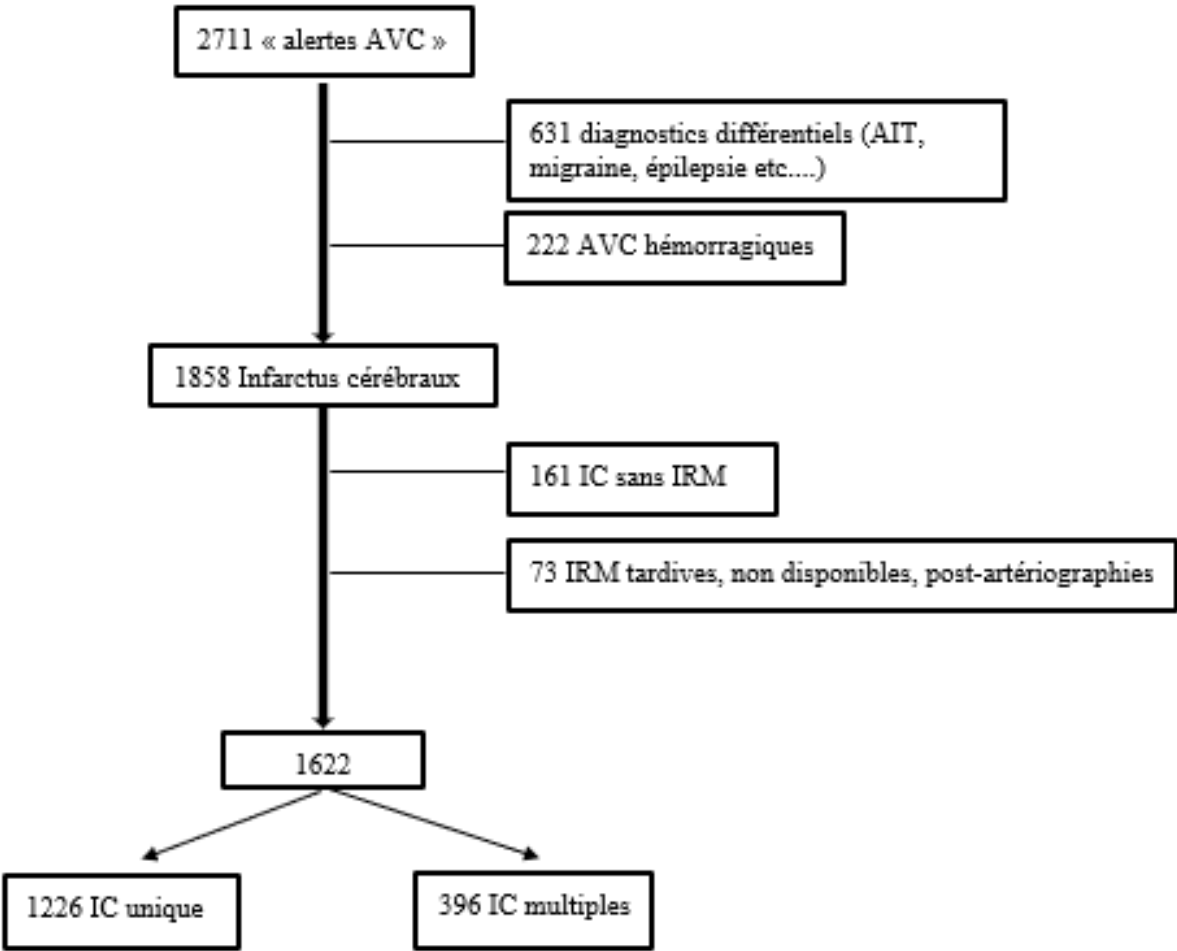 2711 « alertes AVC »
631 diagnostics différentiels (AIT,
migraine, épilepsie etc....)
222 AVC hémorragiques
1858 Infarctus cérébraux
161 IC sans IRM
73 IRM tardives, non disponibles, post-artériographies
1622
1226 IC unique
396 IC multiples